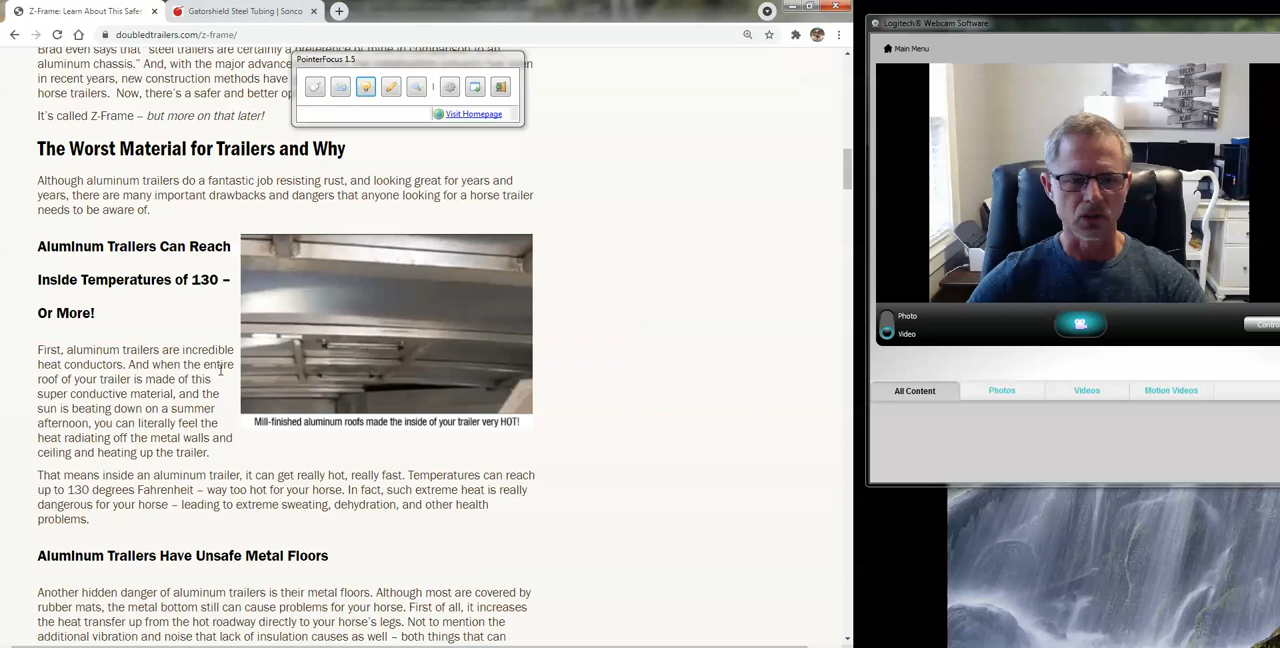 Z-Frame: Learn About This Safer
Gatorshield Steel Tubing | Sonco
doubledtrailers.com/z-frame/
Brad even says that "steel trailers are certainly a preference of mine in comparison to an
aluminum chassis." And, with the major advance
in recent years, new construction methods have
horse trailers. Now, there's a safer and better op
It's called Z-Frame – but more on that later!
PointerFocus 1.5
Visit Homepage
The Worst Material for Trailers and Why
Although aluminum trailers do a fantastic job resisting rust, and looking great for years and
years, there are many important drawbacks and dangers that anyone looking for a horse trailer
needs to be aware of.
Aluminum Trailers Can Reach
Inside Temperatures of 130 –
Or More!
First, aluminum trailers are incredible
heat conductors. And when the entire
roof of your trailer is made of this
super conductive material, and the
sun is beating down on a summer
afternoon, you can literally feel the
heat radiating off the metal walls and
ceiling and heating up the trailer.
Mill-finished aluminum roofs made the inside of your trailer very HOT!
That means inside an aluminum trailer, it can get really hot, really fast. Temperatures can reach
up to 130 degrees Fahrenheit – way too hot for your horse. In fact, such extreme heat is really
dangerous for your horse – leading to extreme sweating, dehydration, and other health
problems.
Aluminum Trailers Have Unsafe Metal Floors
Another hidden danger of aluminum trailers is their metal floors. Although most are covered by
rubber mats, the metal bottom still can cause problems for your horse. First of all, it increases
the heat transfer up from the hot roadway directly to your horse's legs. Not to mention the
additional vibration and noise that lack of insulation causes as well – both things that can
Logitech® Webcam Software
Main Menu
Photo
Video
Contro
All Content
Photos
Videos
Motion Videos